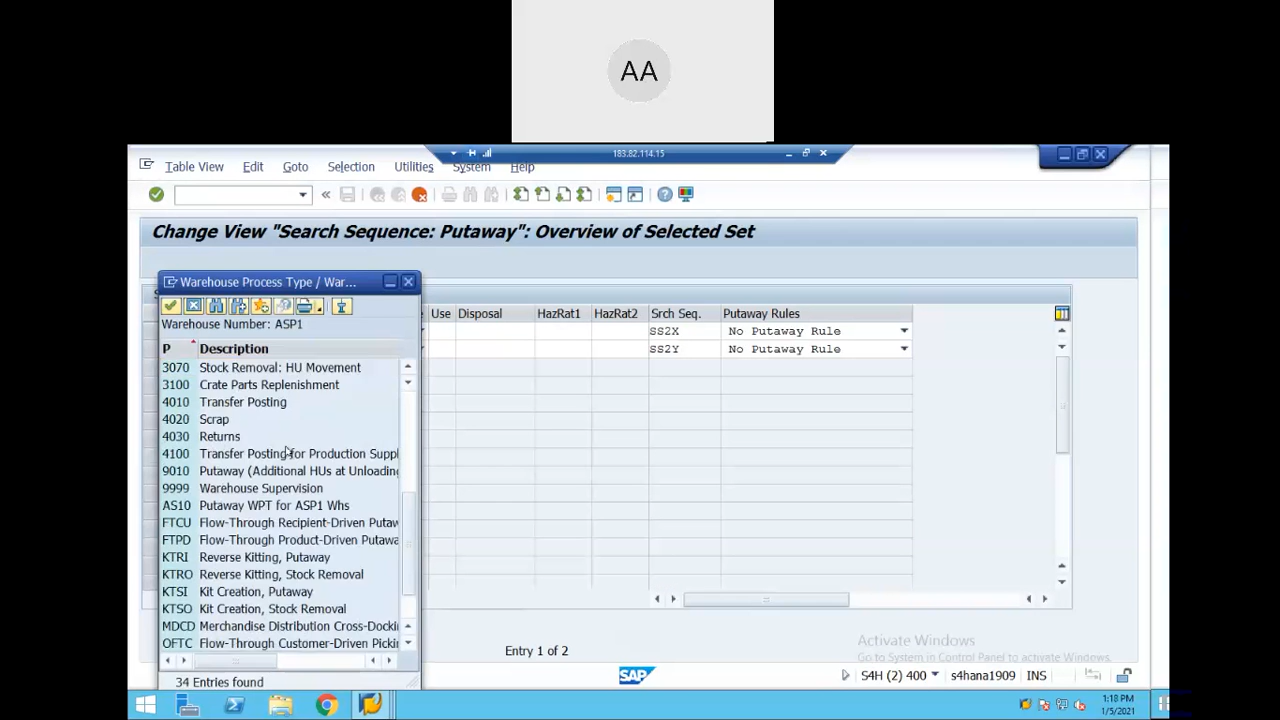 AA
183.82.114.15
Table View Edit Goto Selection Utilities System Help
Change View "Search Sequence: Putaway": Overview of Selected Set
Warehouse Process Type / War...
Warehouse Number: ASP1
P Description
3070 Stock Removal: HU Movement
3100 Crate Parts Replenishment
4010 Transfer Posting
4020 Scrap
4030 Returns
4100 Transfer Posting for Production Suppl
9010 Putaway (Additional HUs at Unloading
9999 Warehouse Supervision
AS10 Putaway WPT for ASP1 Whs
FTCU Flow-Through Recipient-Driven Putaw
FTPD Flow-Through Product-Driven Putawa
KTRI Reverse Kitting, Putaway
KTRO Reverse Kitting, Stock Removal
KTSI Kit Creation, Putaway
KTSO Kit Creation, Stock Removal
MDCD Merchandise Distribution Cross-Docki
OFTC Flow-Through Customer-Driven Pickir
34 Entries found
Use Disposal HazRat1 HazRat2 Srch Seq. Putaway Rules
SS2X No Putaway Rule
SS2Y No Putaway Rule
Entry 1 of 2
Activate Windows
Go to System in Control Panel to activate Windows.
SAP
S4H (2) 400 s4hana1909 INS
1:18 PM
1/5/2021